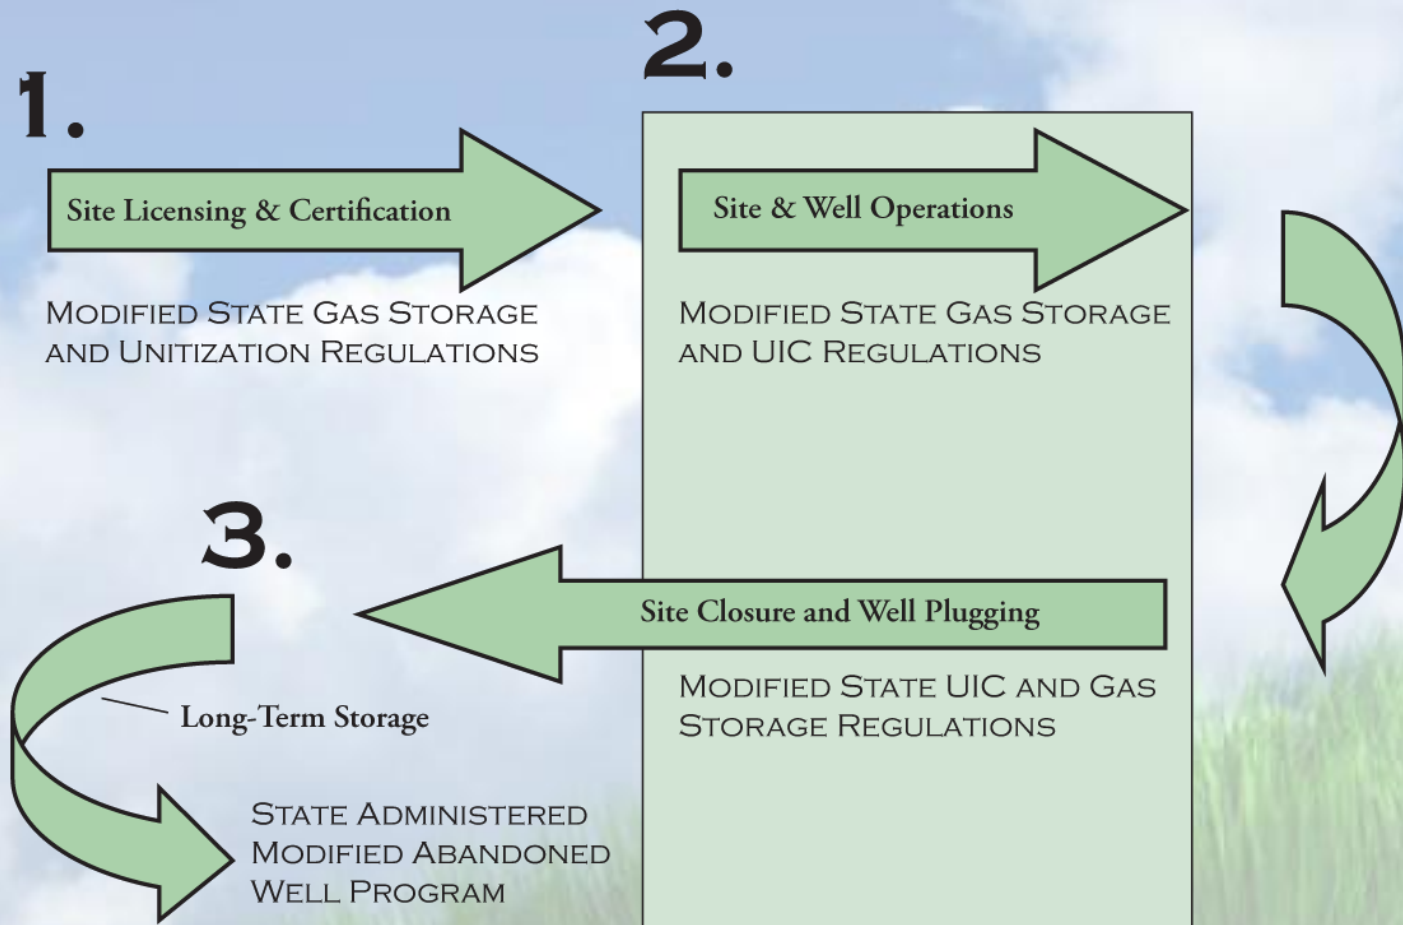 1.
Site Licensing & Certification
MODIFIED STATE GAS STORAGE
AND UNITIZATION REGULATIONS
2.
Site & Well Operations
MODIFIED STATE GAS STORAGE
AND UIC REGULATIONS
Site Closure and Well Plugging
MODIFIED STATE UIC AND GAS
STORAGE REGULATIONS
3.
Long-Term Storage
STATE ADMINISTERED
MODIFIED ABANDONED
WELL PROGRAM